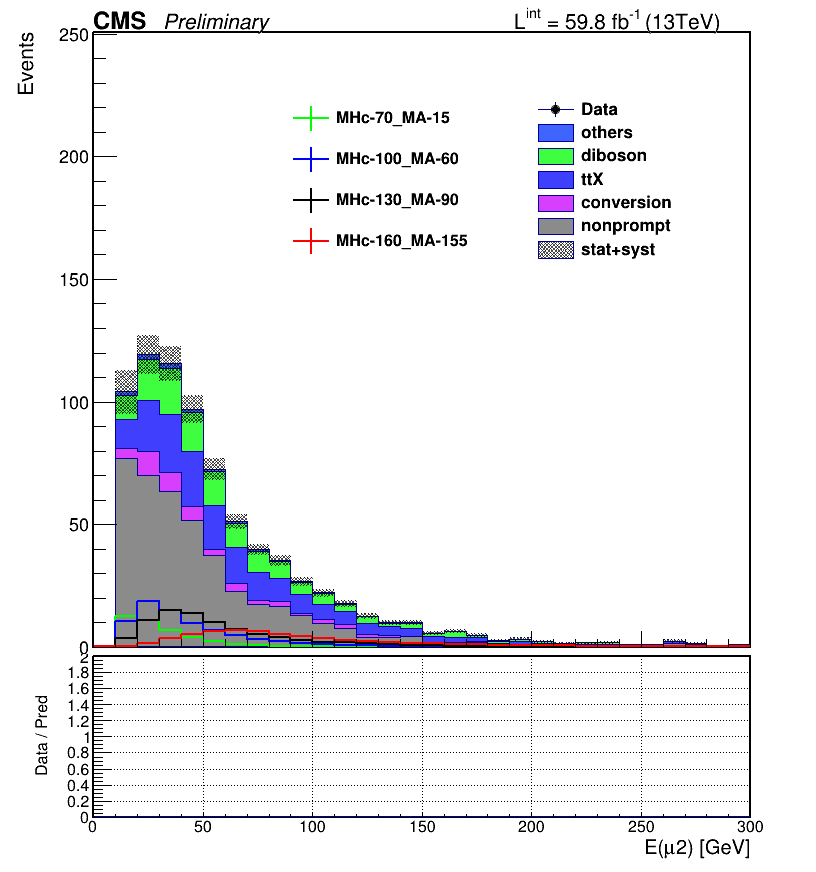 CMS Preliminary L^int = 59.8 fb^-1 (13TeV)
Events
250
200
150
100
50
0
MHc-70_MA-15
MHc-100_MA-60
MHc-130_MA-90
MHc-160_MA-155
Data
others
diboson
ttX
conversion
nonprompt
stat+syst
Data / Pred
2
1.8
1.6
1.4
1.2
1
0.8
0.6
0.4
0.2
0
0 50 100 150 200 250 300
E(μ2) [GeV]